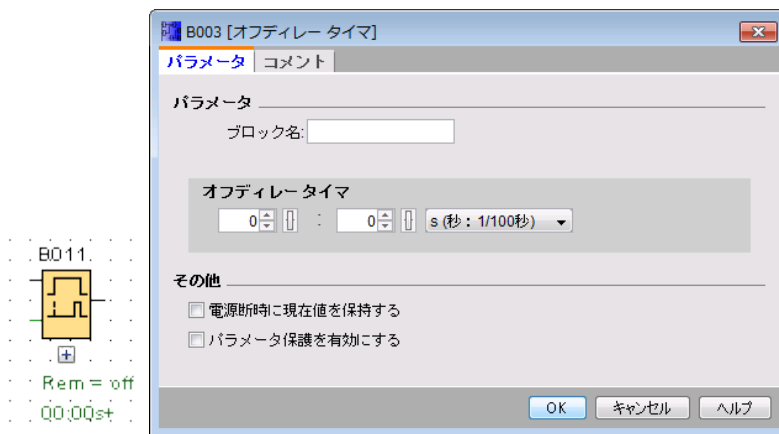 B003 [オフディレー タイマ]
パラメータ コメント
パラメータ
ブロック名:
オフディレー タイマ
0 : 0 s (秒：1/100秒)
その他
電源断時に現在値を保持する
パラメータ保護を有効にする
OK キャンセル ヘルプ
B011
Rem = off
00:00s+